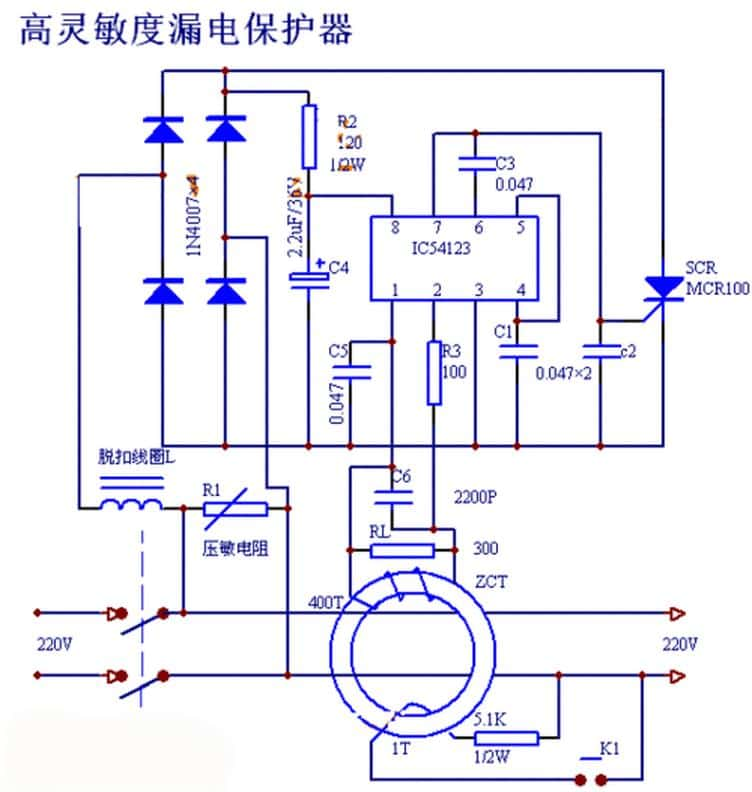 高灵敏度漏电保护器
R2
120
1/2W
1N4007×4
2.2uF/36V
C4
C3
0.047
8 7 6 5
IC54123
1 2 3 4
SCR
MCR100
C5
0.047
R3
100
C1
0.047×2
c2
脱扣线圈L
R1
压敏电阻
C6
2200P
RL
300
400T
ZCT
220V
220V
5.1K
1/2W
1T
K1